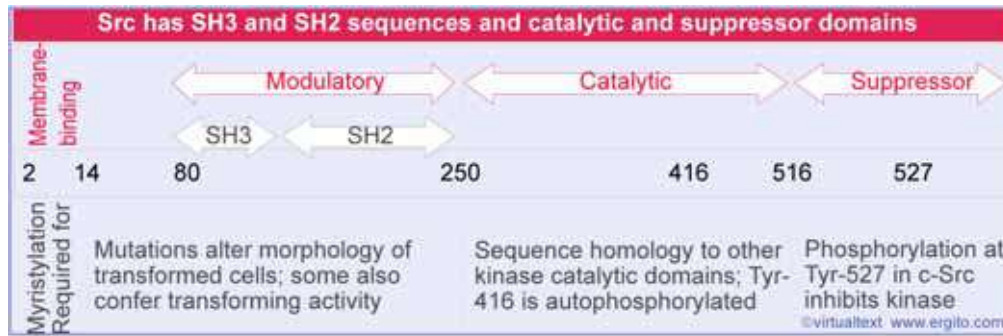 Src has SH3 and SH2 sequences and catalytic and suppressor domains
Membrane-
binding
Modulatory
Catalytic
Suppressor
SH3
SH2
2 14 80 250 416 516 527
Myristylation
Required for
Mutations alter morphology of
transformed cells; some also
confer transforming activity
Sequence homology to other
kinase catalytic domains; Tyr-
416 is autophosphorylated
Phosphorylation at
Tyr-527 in c-Src
inhibits kinase
©virtualtext www.ergito.com